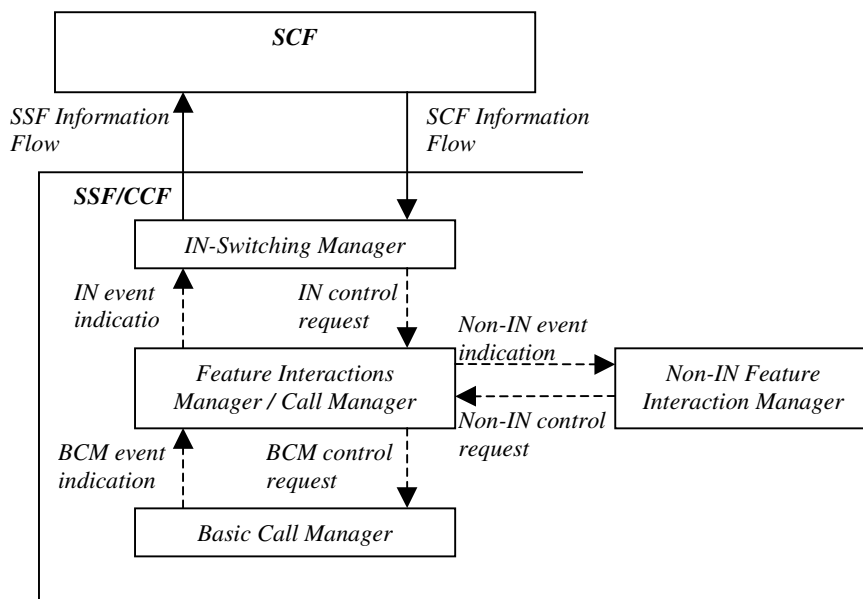 SCF
SSF Information
Flow
SCF Information
Flow
SSF/CCF
IN-Switching Manager
IN event
indicatio
IN control
request
Non-IN event
indication
Feature Interactions
Manager / Call Manager
Non-IN Feature
Interaction Manager
Non-IN control
request
BCM event
indication
BCM control
request
Basic Call Manager